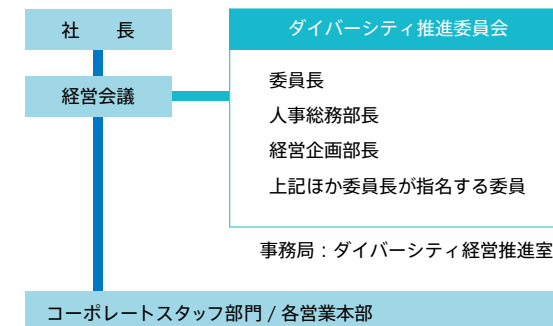 社　長
ダイバーシティ推進委員会
経営会議
委員長
人事総務部長
経営企画部長
上記ほか委員長が指名する委員
事務局：ダイバーシティ経営推進室
コーポレートスタッフ部門 / 各営業本部